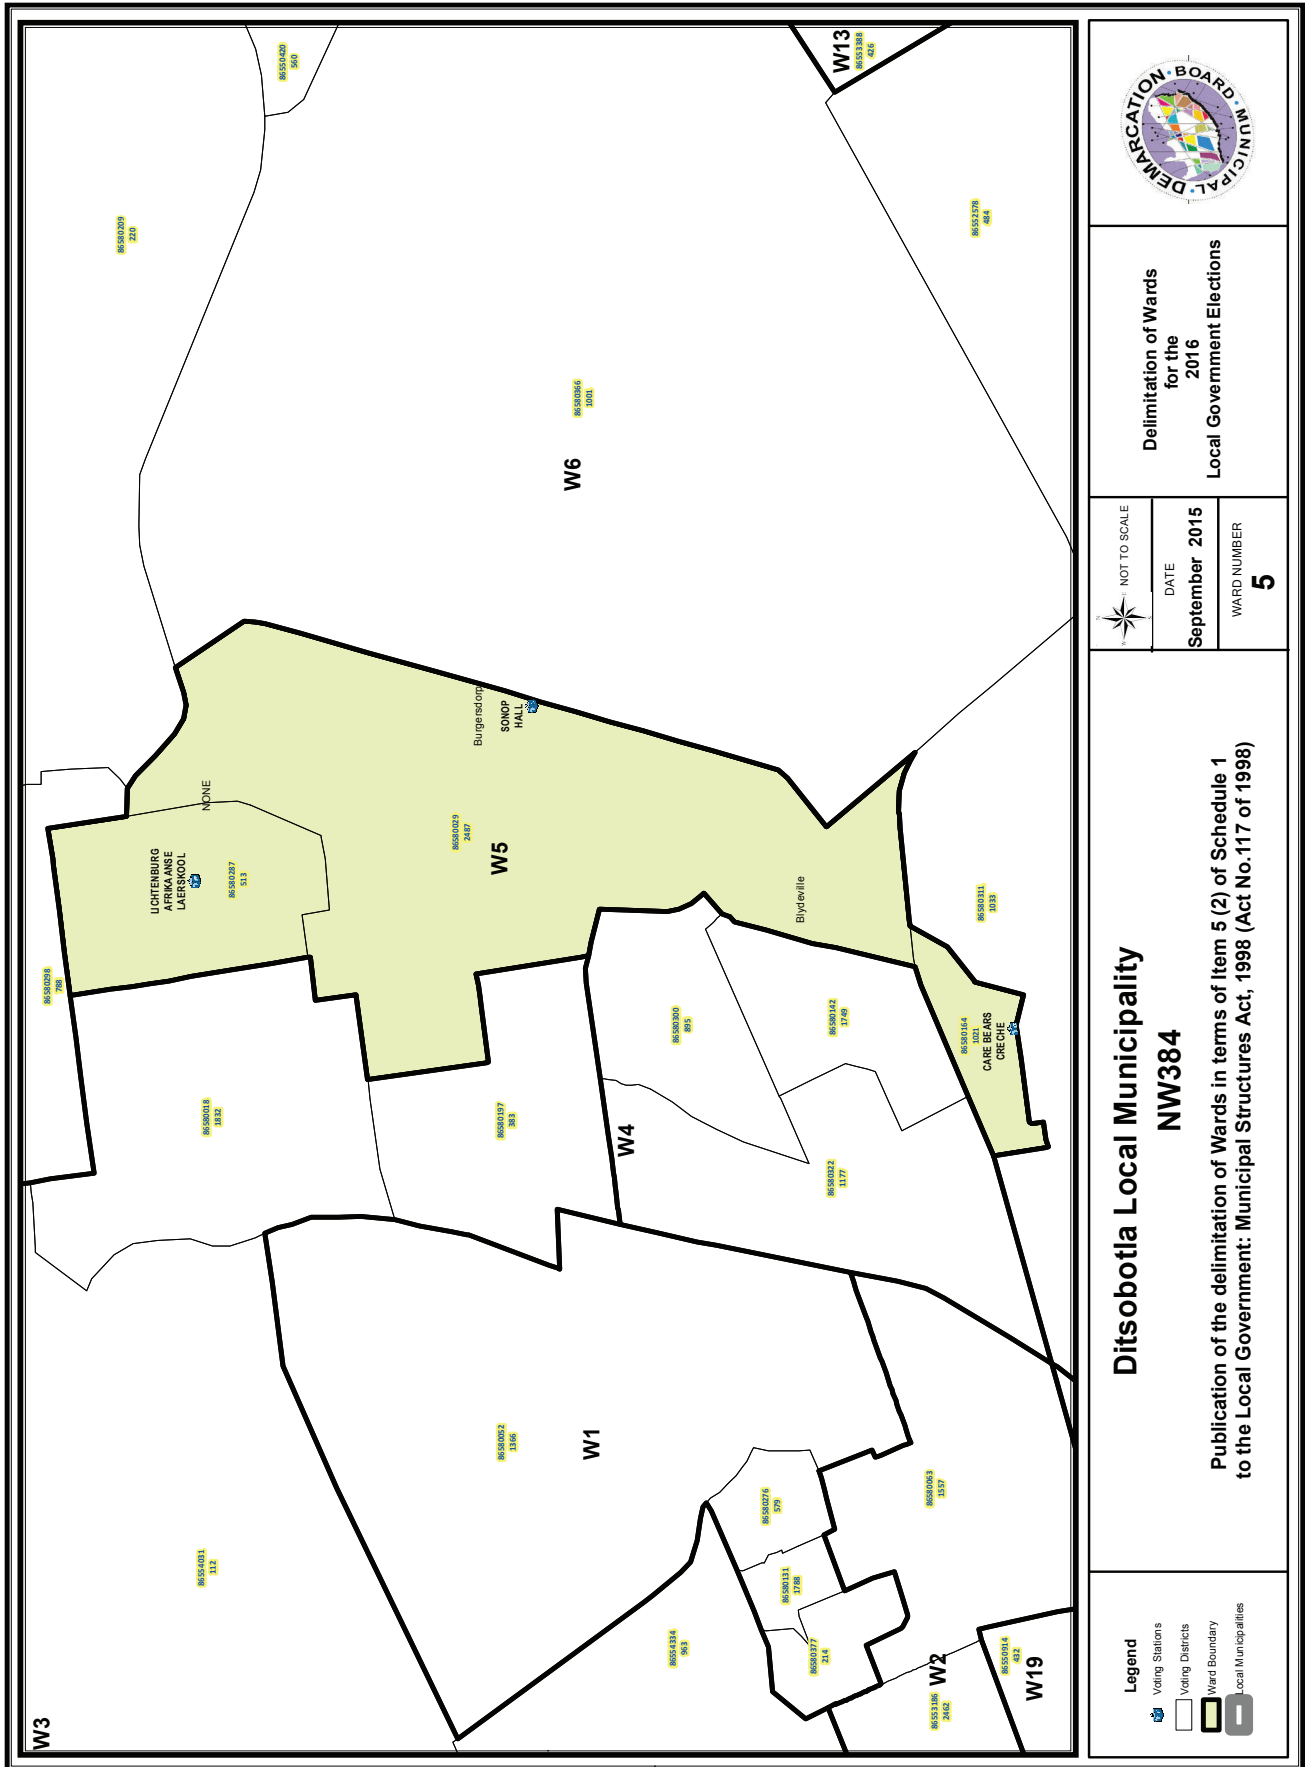 W3
86554031
112
W1
86580052
1366
86554334
963
86580276
579
86580131
1788
86580377
214
86580063
1557
W2
86553186
2462
W19
86550914
432
86580298
788
86580018
1832
86580197
383
W4
86580300
895
86580142
1749
86580322
1177
LICHTENBURG
AFRIKAANSE
LAERSKOOL
86580287
513
NONE
86580029
2487
W5
Burgersdorp
SONOP
HALL
Blydeville
86580164
1021
CARE BEARS
CRECHE
86580311
1033
W6
86580366
1001
86580209
220
86550420
560
W13
86553388
426
86552578
484
Legend
Voting Stations
Voting Districts
Ward Boundary
Local Municipalities
Ditsobotla Local Municipality
NW384
Publication of the delimitation of Wards in terms of Item 5 (2) of Schedule 1
to the Local Government: Municipal Structures Act, 1998 (Act No.117 of 1998)
NOT TO SCALE
DATE
September 2015
WARD NUMBER
5
Delimitation of Wards
for the
2016
Local Government Elections
MUNICIPAL DEMARCATION BOARD